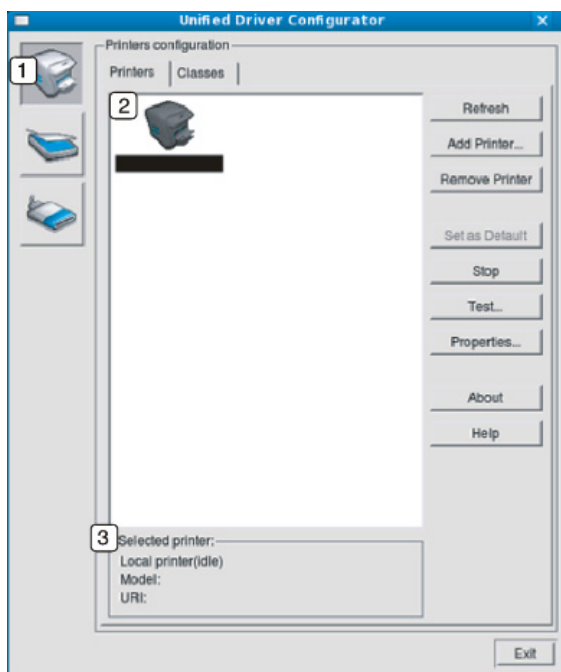 Unified Driver Configurator
Printers configuration
1
Printers Classes
2
Refresh
Add Printer...
Remove Printer
Set as Default
Stop
Test...
Properties...
About
Help
3
Selected printer:
Local printer(idle)
Model:
URI:
Exit